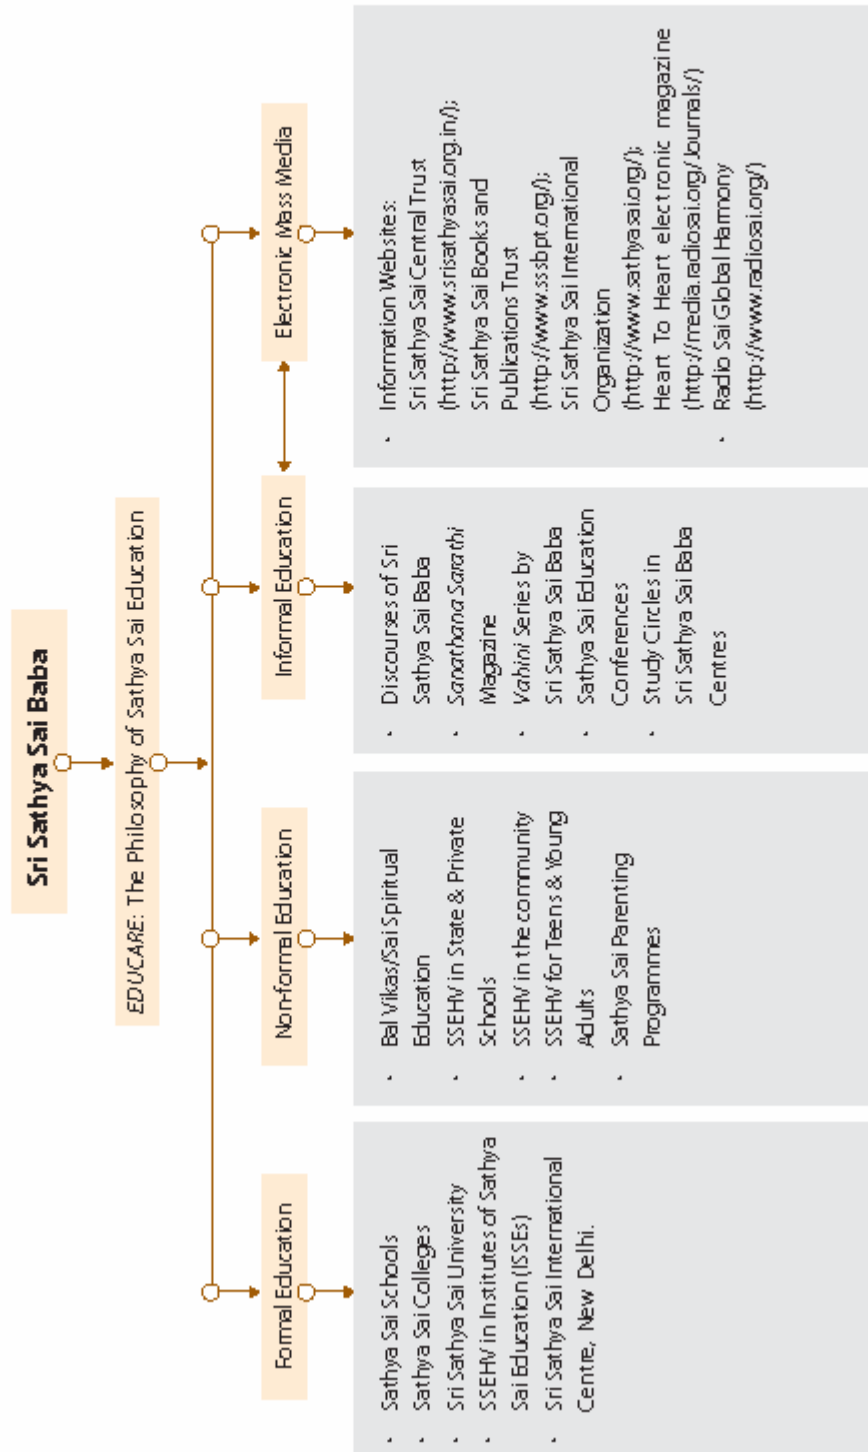 Sri Sathya Sai Baba
EDUCARE: The Philosophy of Sathya Sai Education
Formal Education
• Sathya Sai Schools
• Sathya Sai Colleges
• Sri Sathya Sai University
• SSEHV in Institutes of Sathya
Sai Education (ISSEs)
• Sri Sathya Sai International
Centre, New Delhi.
Non-formal Education
• Bal Vikas/Sai Spiritual
Education
• SSEHV in State & Private
Schools
• SSEHV in the community
• SSEHV for Teens & Young
Adults
• Sathya Sai Parenting
Programmes
Informal Education
• Discourses of Sri
Sathya Sai Baba
• Sanathana Sarathi
Magazine
• Vahini Series by
Sri Sathya Sai Baba
• Sathya Sai Education
Conferences
• Study Circles in
Sri Sathya Sai Baba
Centres
Electronic Mass Media
• Information Websites:
Sri Sathya Sai Central Trust
(http://www.srisathyasai.org.in/);
Sri Sathya Sai Books and
Publications Trust
(http://www.sssbpt.org/);
Sri Sathya Sai International
Organization
(http://www.sathyasai.org/);
Heart To Heart electronic magazine
(http://media.radiosai.org/Journals/)
• Radio Sai Global Harmony
(http://www.radiosai.org/)